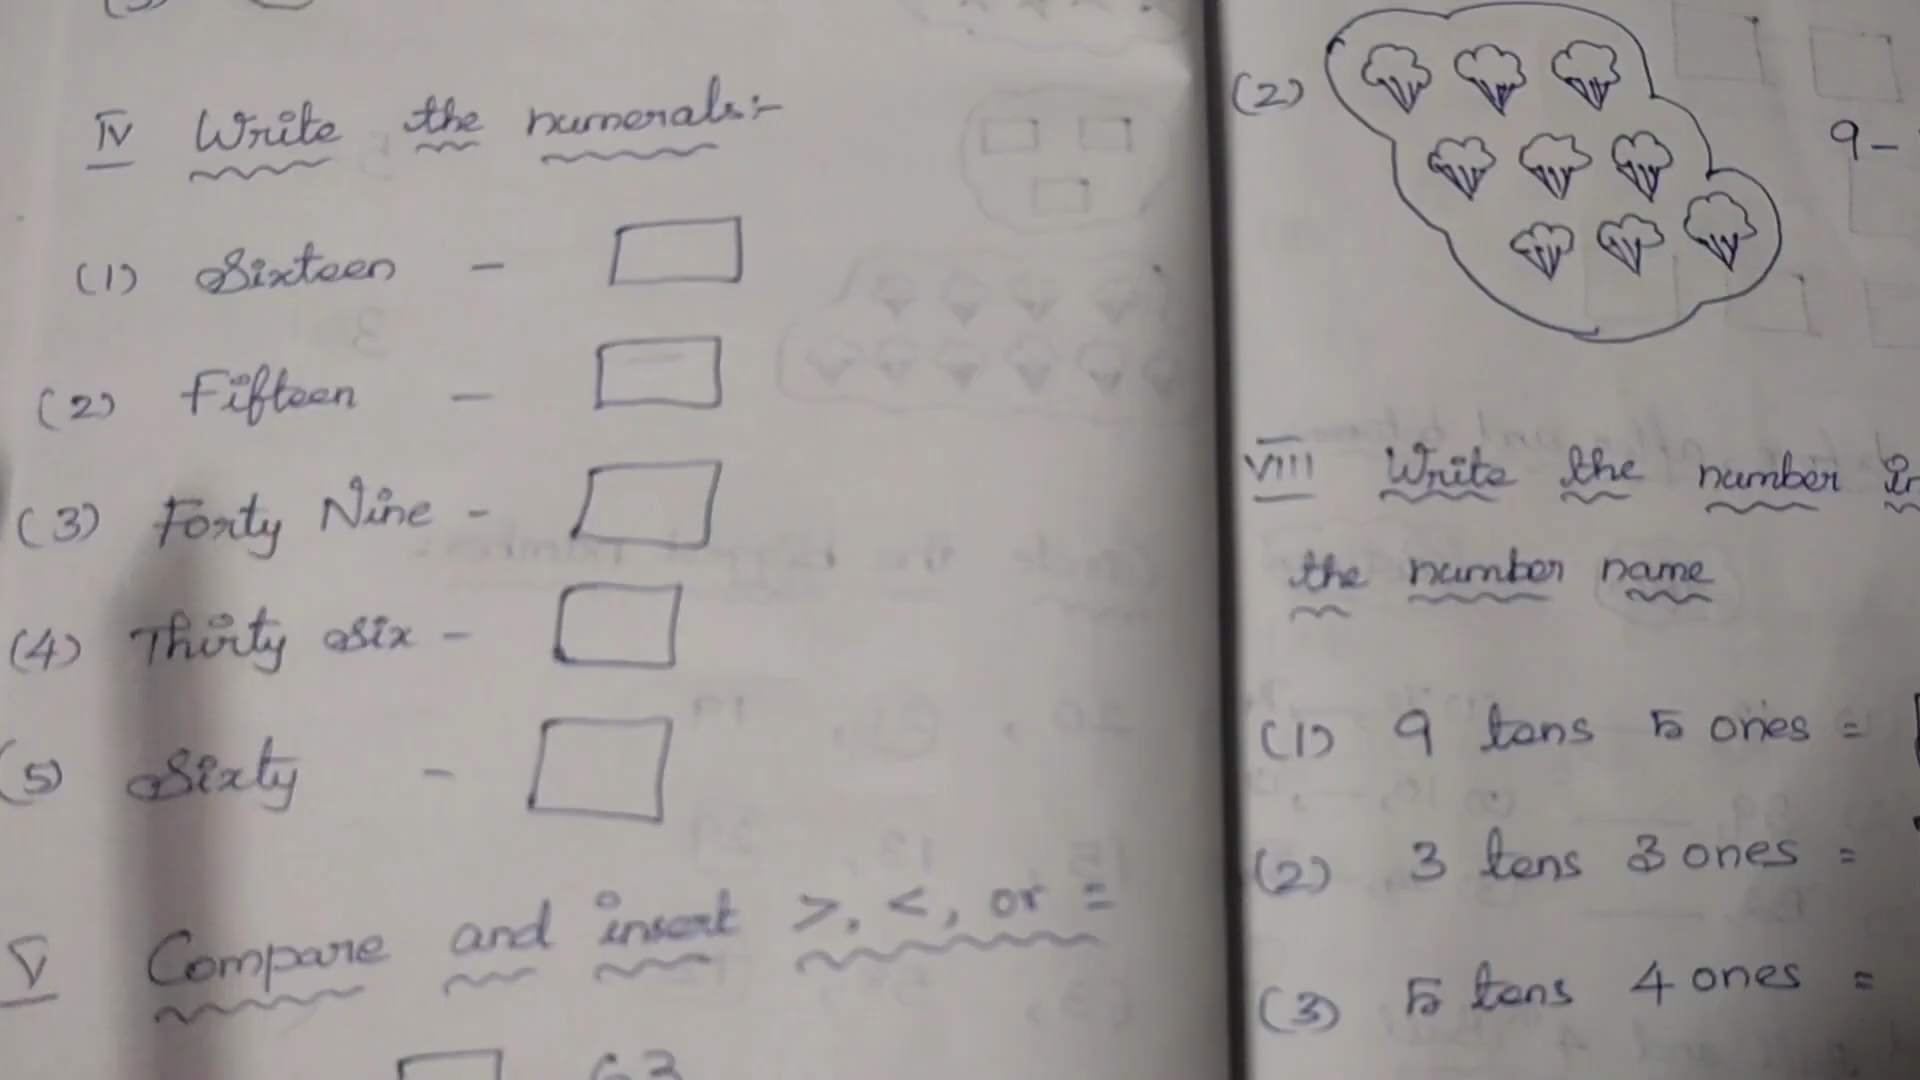 IV Write the numerals:-
(1) Sixteen -
(2) Fifteen -
(3) Forty Nine -
(4) Thirty Six -
(5) Sixty -
V Compare and insert >, <, or =
63
(2)
9-
VIII Write the number in
the number name
(1) 9 tens 5 ones =
(2) 3 tens 3 ones =
(3) 5 tens 4 ones =